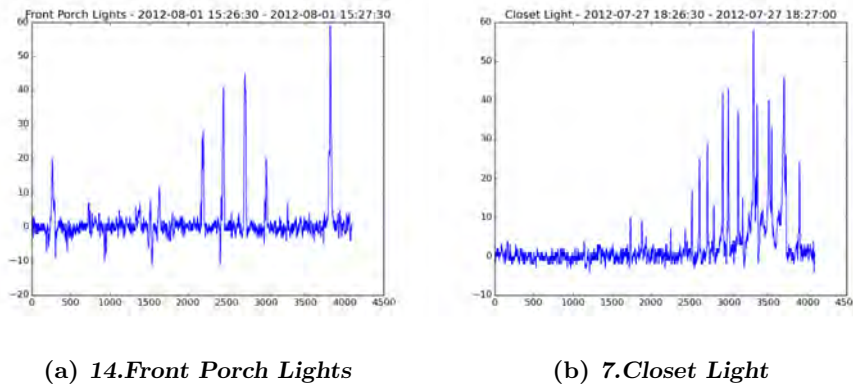 Front Porch Lights - 2012-08-01 15:26:30 - 2012-08-01 15:27:30
60
50
40
30
20
10
0
−10
−20
0 500 1000 1500 2000 2500 3000 3500 4000 4500
Closet Light - 2012-07-27 18:26:30 - 2012-07-27 18:27:00
60
50
40
30
20
10
0
−10
0 500 1000 1500 2000 2500 3000 3500 4000 450
(a) 14.Front Porch Lights
(b) 7.Closet Light